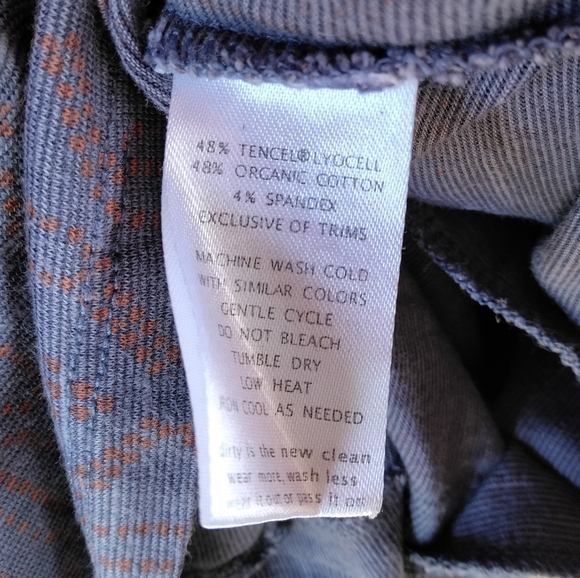 48% TENCEL®LYOCELL
48% ORGANIC COTTON
4% SPANDEX
EXCLUSIVE OF TRIMS
MACHINE WASH COLD
WITH SIMILAR COLORS
GENTLE CYCLE
DO NOT BLEACH
TUMBLE DRY
LOW HEAT
IRON COOL AS NEEDED
dirty is the new clean
wear more, wash less
wear it out or pass it on